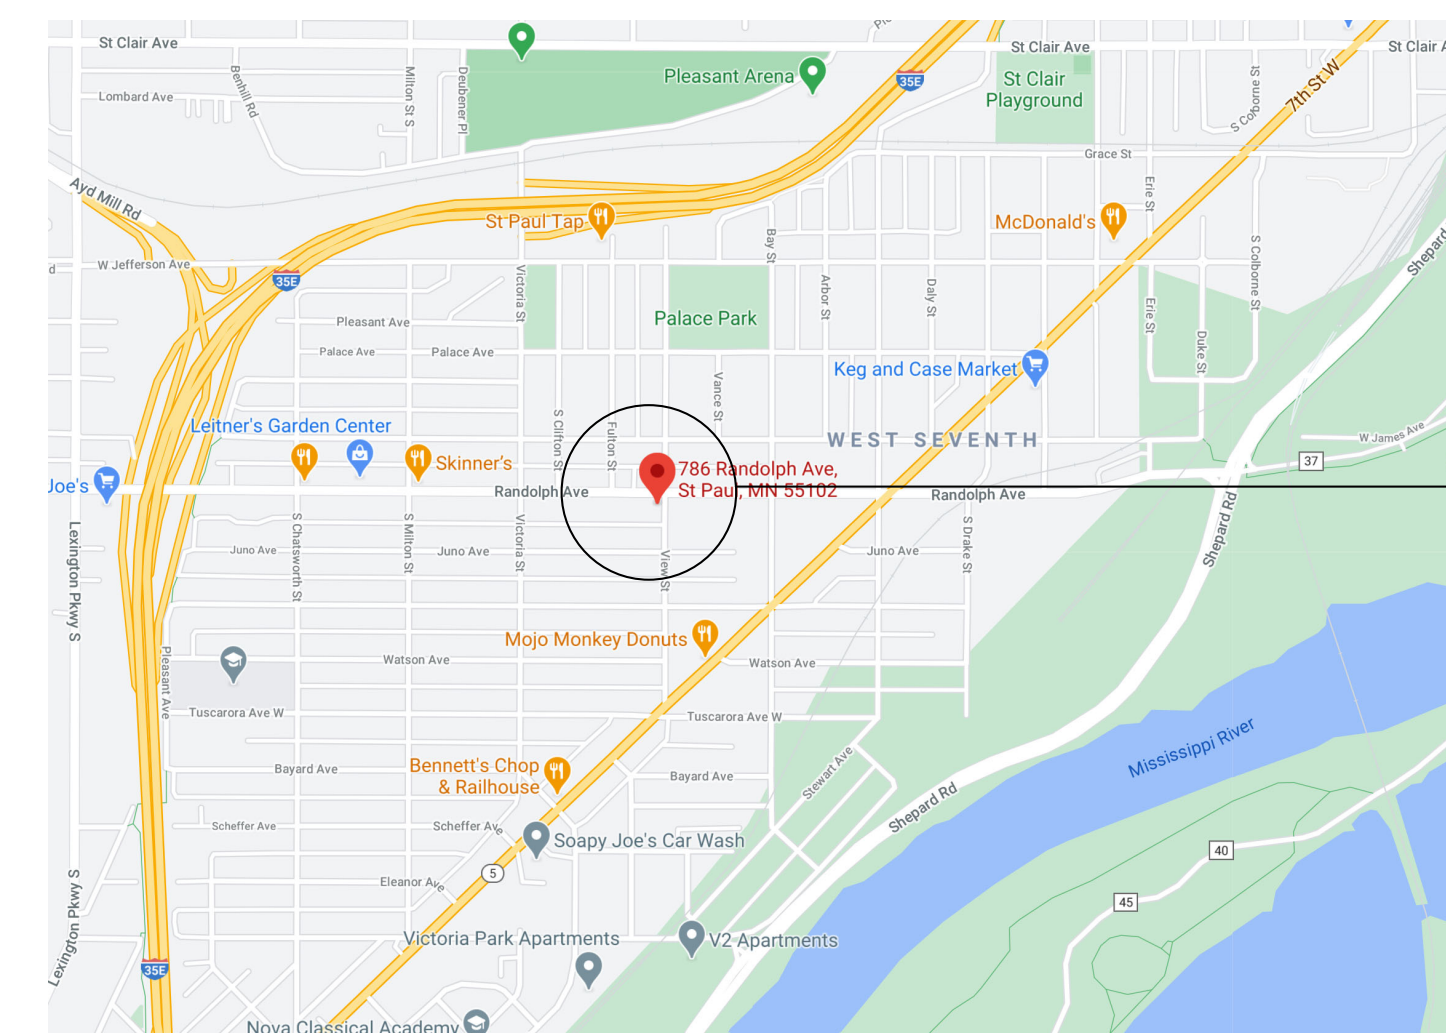 St Clair Ave
St Clair Ave
St Clair A
Pleasant Arena
35E
St Clair
Playground
7th St W
S Colborne St
Lombard Ave
Benhill Rd
Milton St S
Deubener Pl
Grace St
Ayd Mill Rd
St Paul Tap
McDonald's
Erie St
Bay St
S Colborne St
Shepard
d
W Jefferson Ave
35E
Victoria St
Arbor St
Daly St
Erie St
Duke St
Pleasant Ave
Palace Park
Palace Ave
Palace Ave
Keg and Case Market
Vance St
S Clifton St
Fulton St
Leitner's Garden Center
WEST SEVENTH
W James Ave
37
Skinner's
Joe's
786 Randolph Ave,
St Paul, MN 55102
Randolph Ave
Randolph Ave
Lexington Pkwy S
S Chatsworth St
S Milton St
Victoria St
View St
S Drake St
Shepard Rd
Juno Ave
Juno Ave
Juno Ave
Mojo Monkey Donuts
Pleasant Ave
Watson Ave
Watson Ave
Tuscarora Ave W
Tuscarora Ave W
Mississippi River
Bayard Ave
Bennett's Chop
& Railhouse
Bayard Ave
Stewart Ave
Shepard Rd
Scheffer Ave
Scheffer Ave
Soapy Joe's Car Wash
40
5
Eleanor Ave
45
Lexington Pkwy S
Victoria Park Apartments
V2 Apartments
35E
Nova Classical Academy